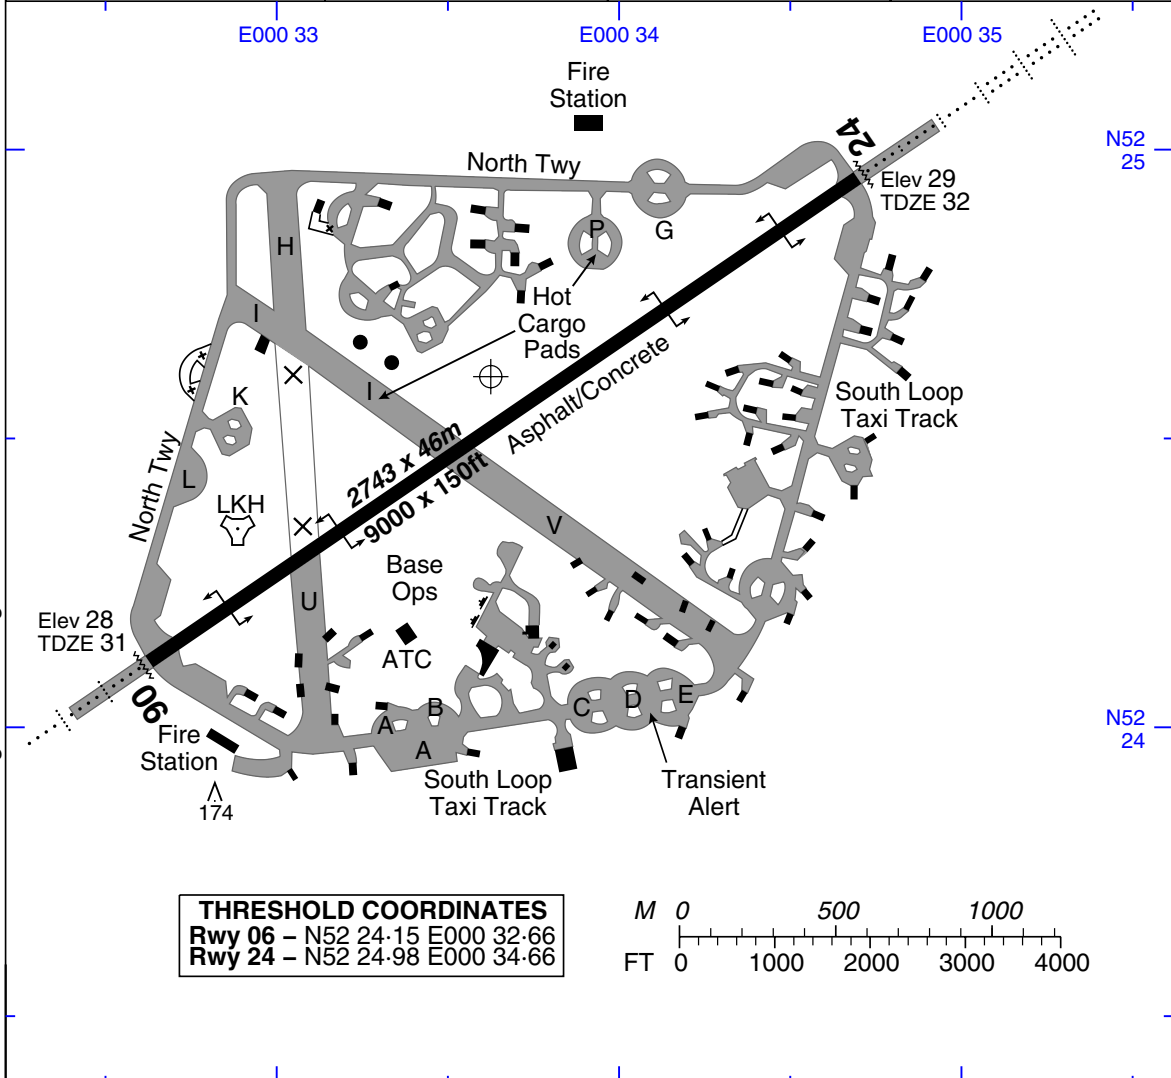 E000 33
E000 34
E000 35
Fire
Station
24
North Twy
N52
25
Elev 29
TDZE 32
P
G
H
Hot
Cargo
Pads
I
I
K
Asphalt/Concrete
South Loop
Taxi Track
North Twy
L
LKH
2743 x 46m
9000 x 150ft
V
Base
Ops
U
Elev 28
TDZE 31
ATC
06
A
B
C
D
E
A
N52
24
Fire
Station
174
South Loop
Taxi Track
Transient
Alert
THRESHOLD COORDINATES
Rwy 06 – N52 24·15 E000 32·66
Rwy 24 – N52 24·98 E000 34·66
M 0 500 1000
FT 0 1000 2000 3000 4000